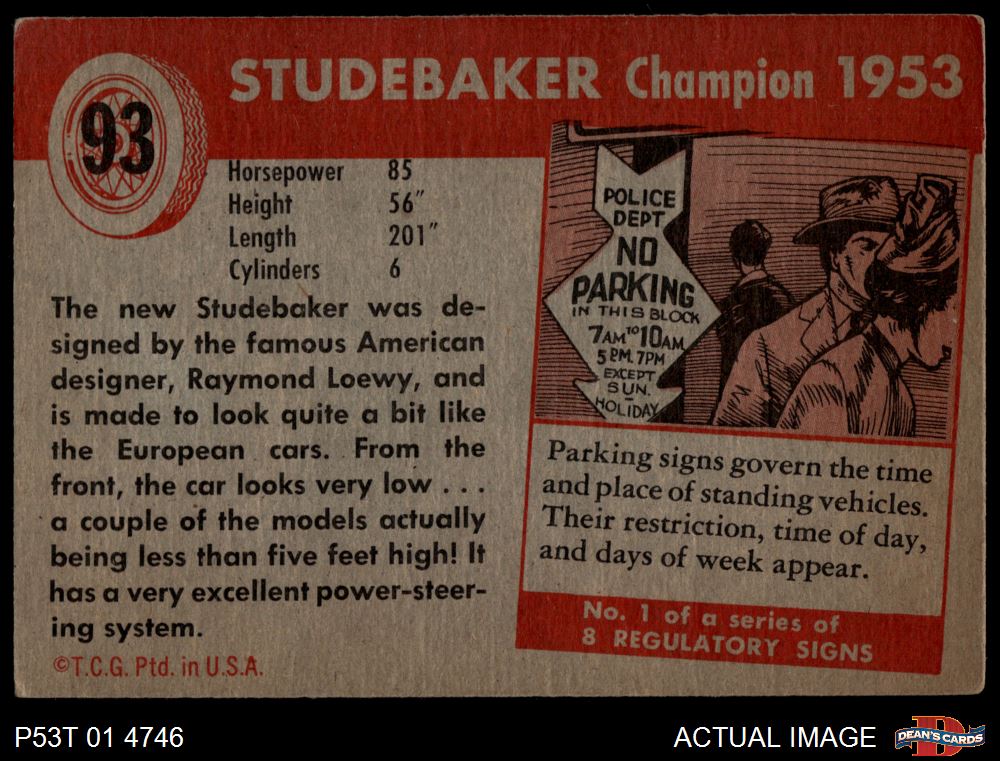 93
STUDEBAKER Champion 1953
Horsepower 85
Height 56"
Length 201"
Cylinders 6
The new Studebaker was de-
signed by the famous American
designer, Raymond Loewy, and
is made to look quite a bit like
the European cars. From the
front, the car looks very low . . .
a couple of the models actually
being less than five feet high! It
has a very excellent power-steer-
ing system.
©T.C.G. Ptd. in U.S.A.
POLICE
DEPT
NO
PARKING
IN THIS BLOCK
7AM TO 10AM
5PM. 7PM
EXCEPT
SUN.
-
HOLIDAY
Parking signs govern the time
and place of standing vehicles.
Their restriction, time of day,
and days of week appear.
No. 1 of a series of
8 REGULATORY SIGNS
P53T 01 4746
ACTUAL IMAGE
D
DEAN'S CARDS